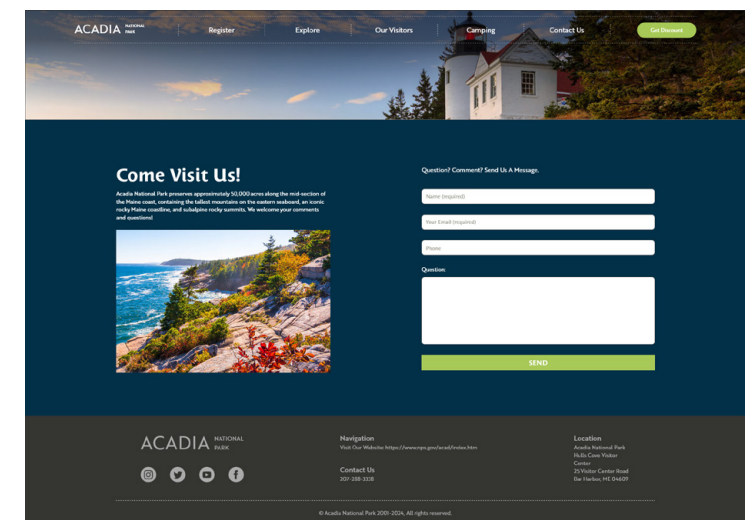 ACADIA NATIONAL PARK
Register
Explore
Our Visitors
Camping
Contact Us
Get Discount
Come Visit Us!
Acadia National Park preserves approximately 50,000 acres along the mid-section of
the Maine coast, containing the tallest mountains on the eastern seaboard, an iconic
rocky Maine coastline, and subalpine rocky summits. We welcome your comments
and questions!
Question? Comment? Send Us A Message.
Name (required)
Your Email (required)
Phone
Question:
SEND
ACADIA NATIONAL PARK
Navigation
Visit Our Website: https://www.nps.gov/acad/index.htm
Contact Us
207-288-3338
Location
Acadia National Park
Hulls Cove Visitor
Center
25 Visitor Center Road
Bar Harbor, ME 04609
© Acadia National Park 2001-2024, All rights reserved.